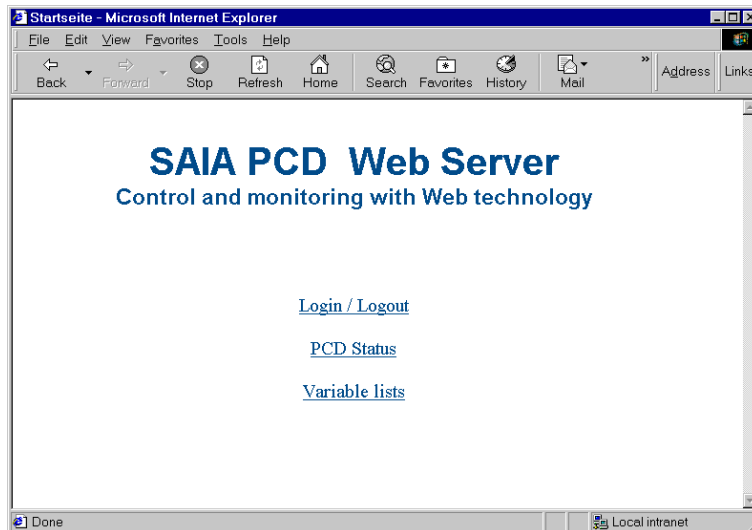 Startseite - Microsoft Internet Explorer
File Edit View Favorites Tools Help
Back Forward Stop Refresh Home Search Favorites History Mail » Address Links
SAIA PCD Web Server
Control and monitoring with Web technology
Login / Logout
PCD Status
Variable lists
Done Local intranet